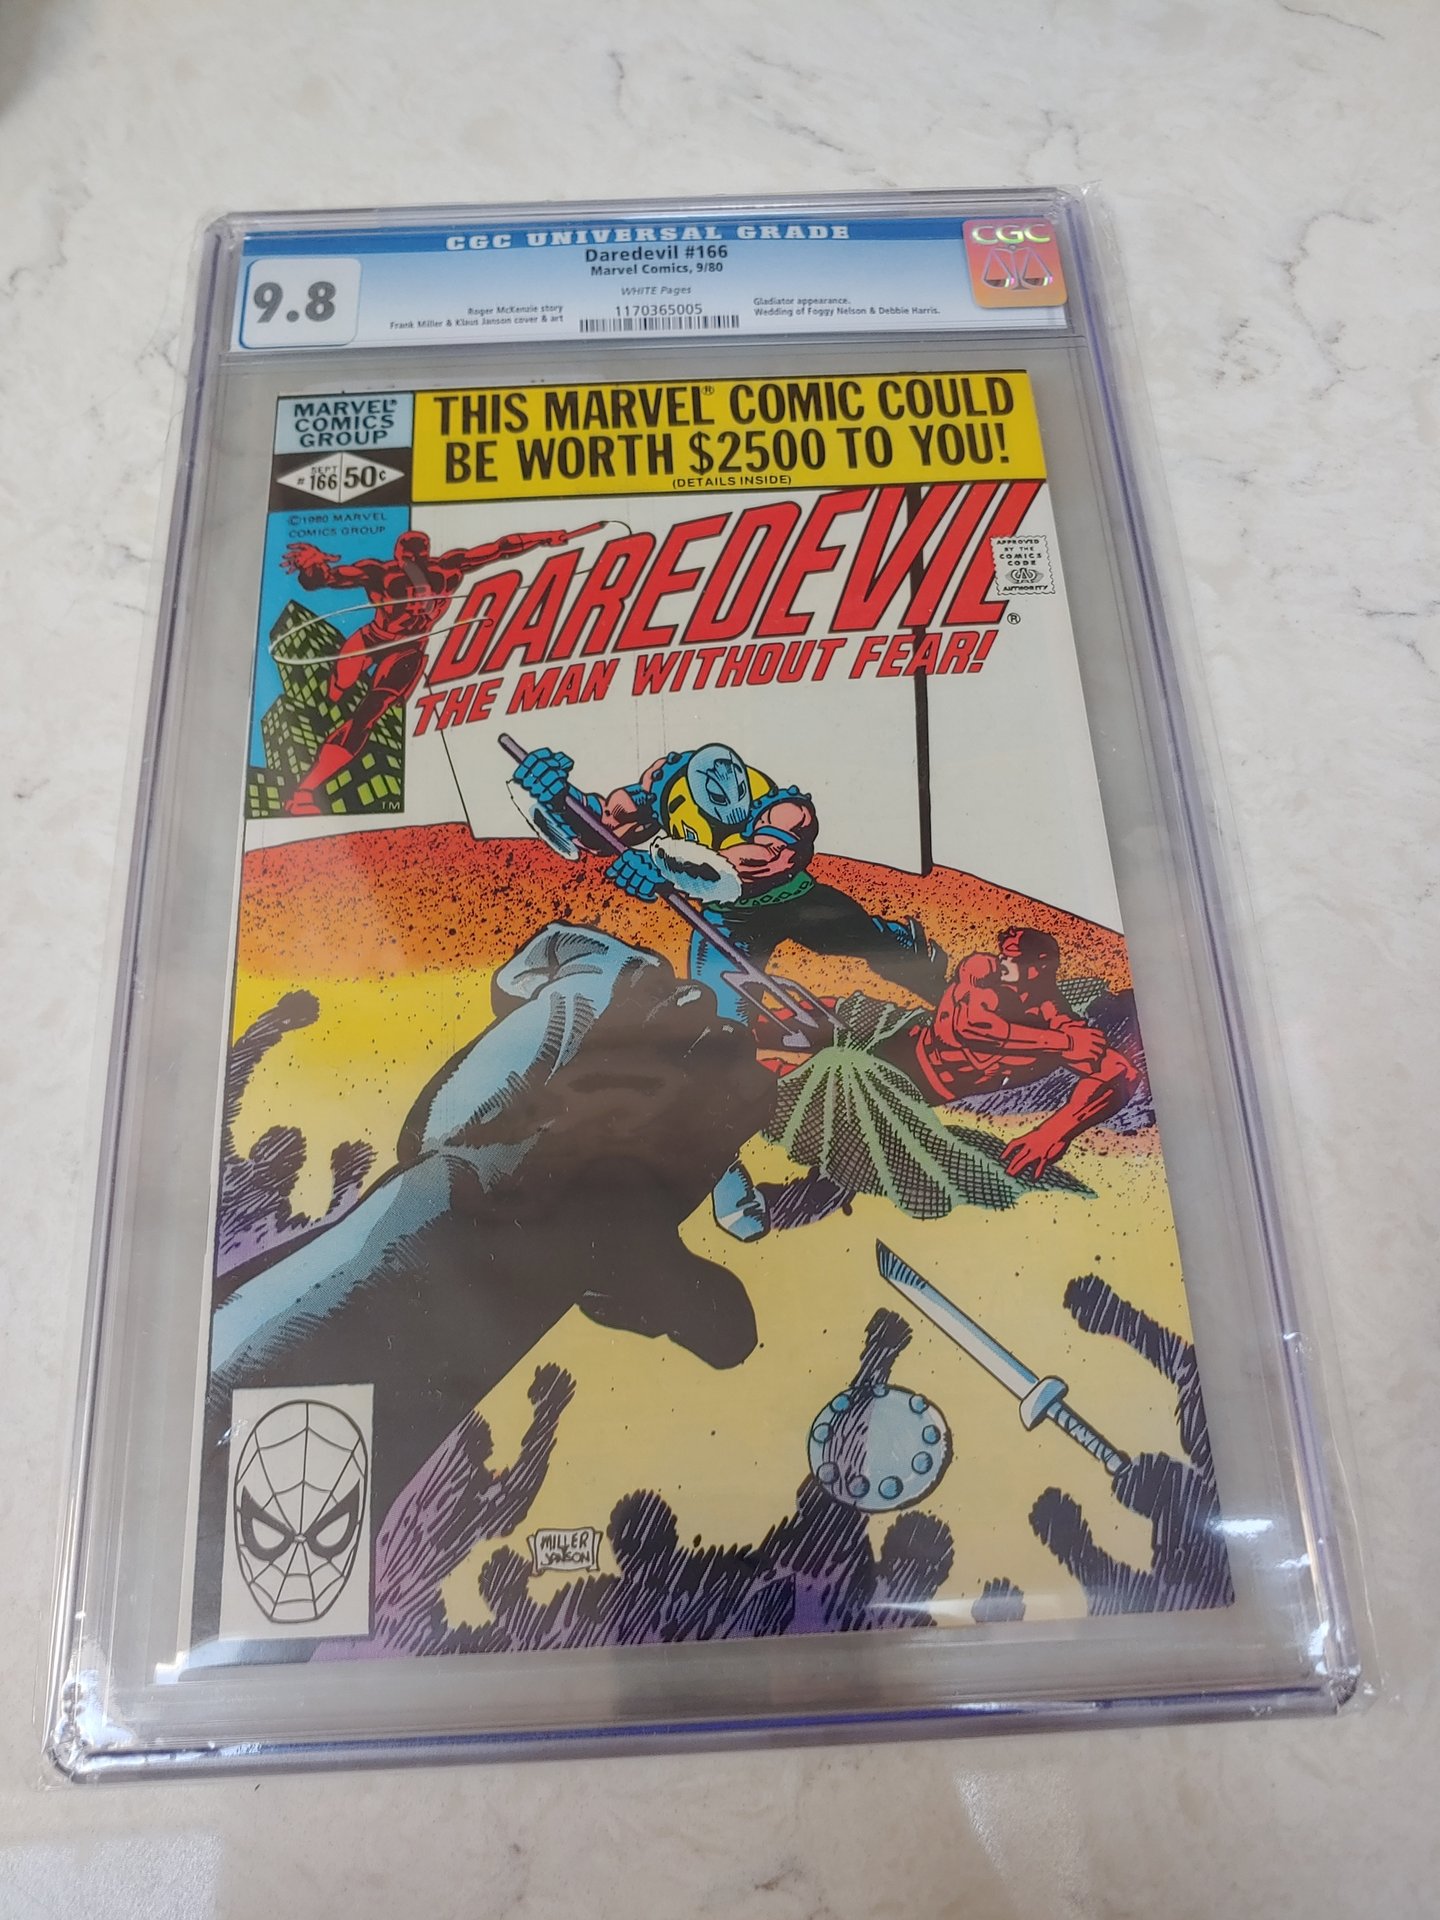 CGC UNIVERSAL GRADE
Daredevil #166
Marvel Comics, 9/80
9.8
WHITE Pages
Roger McKenzie story
Frank Miller & Klaus Janson cover & art
1170365005
Gladiator appearance.
Wedding of Foggy Nelson & Debbie Harris.
CGC
MARVEL®
COMICS
GROUP
THIS MARVEL® COMIC COULD
BE WORTH $2500 TO YOU!
(DETAILS INSIDE)
SEPT
#166
50¢
©1980 MARVEL
COMICS GROUP
DAREDEVIL®
THE MAN WITHOUT FEAR!
APPROVED
BY THE
COMICS
CODE
CA
AUTHORITY
TM
MILLER
JANSON